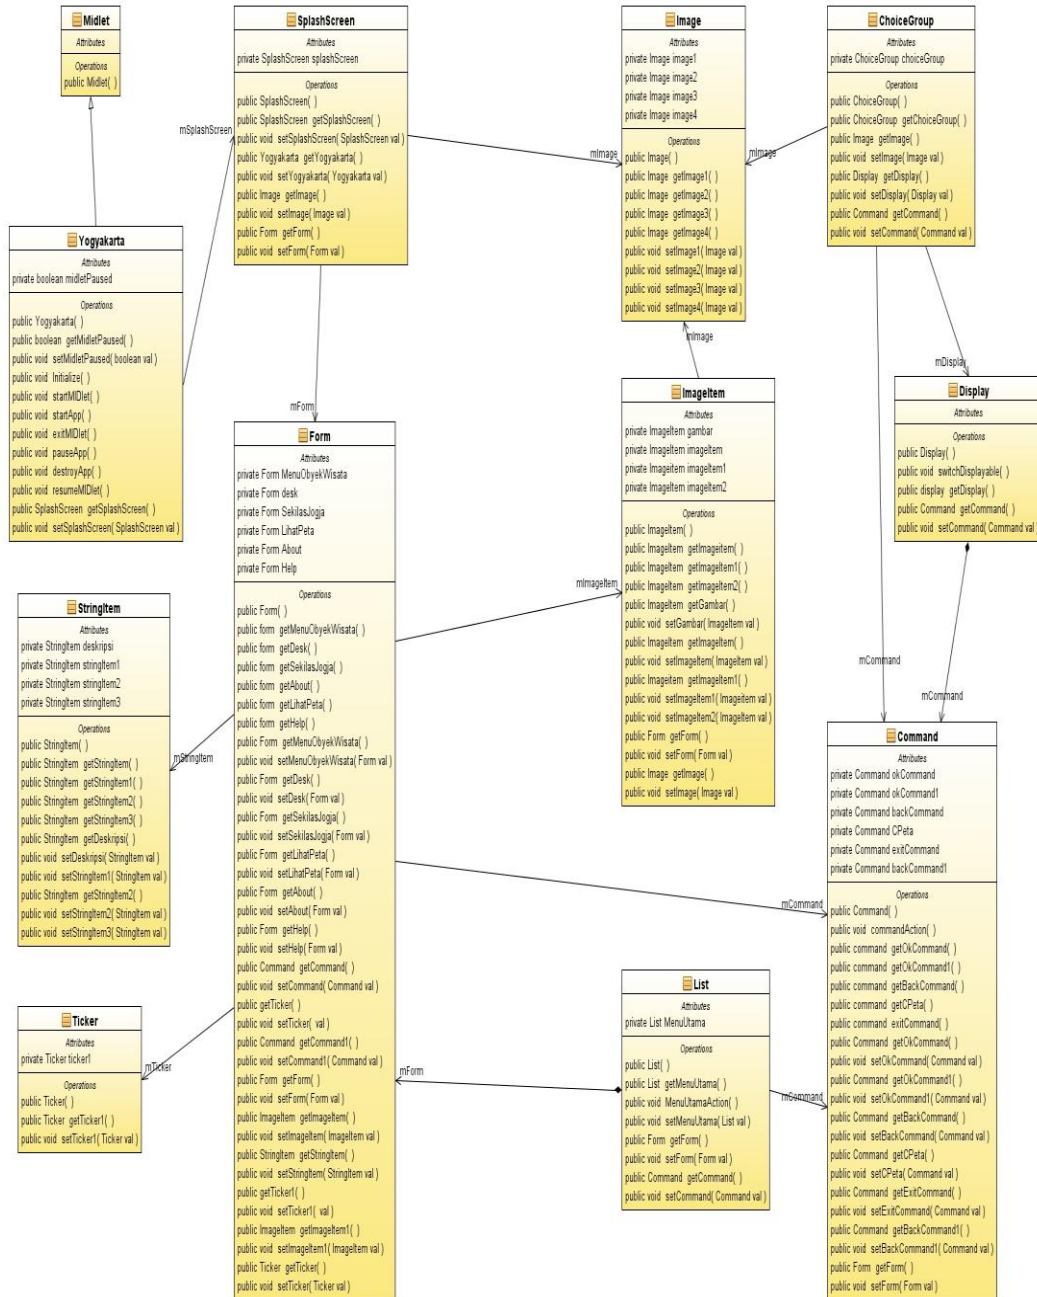 Midlet
Attributes
Operations
public Midlet( )
SplashScreen
Attributes
private SplashScreen splashScreen
Operations
public SplashScreen( )
public SplashScreen getSplashScreen( )
public void setSplashScreen( SplashScreen val )
public Yogyakarta getYogyakarta( )
public void setYogyakarta( Yogyakarta val )
public Image getImage( )
public void setImage( Image val )
public Form getForm( )
public void setForm( Form val )
Image
Attributes
private Image image1
private Image image2
private Image image3
private Image image4
Operations
public Image( )
public Image getImage1( )
public Image getImage2( )
public Image getImage3( )
public Image getImage4( )
public void setImage1( Image val )
public void setImage2( Image val )
public void setImage3( Image val )
public void setImage4( Image val )
ChoiceGroup
Attributes
private ChoiceGroup choiceGroup
Operations
public ChoiceGroup( )
public ChoiceGroup getChoiceGroup( )
public Image getImage( )
public void setImage( Image val )
public Display getDisplay( )
public void setDisplay( Display val )
public Command getCommand( )
public void setCommand( Command val )
mSplashScreen
mImage
mImage
Yogyakarta
Attributes
private boolean midletPaused
Operations
public Yogyakarta( )
public boolean getMidletPaused( )
public void setMidletPaused( boolean val )
public void Initialize( )
public void startMIDlet( )
public void startApp( )
public void exitMIDlet( )
public void pauseApp( )
public void destroyApp( )
public void resumeMIDlet( )
public SplashScreen getSplashScreen( )
public void setSplashScreen( SplashScreen val )
mImage
mDisplay
mForm
ImageItem
Attributes
private ImageItem gambar
private ImageItem imageItem
private Imageitem imageItem1
private ImageItem imageItem2
Operations
public ImageItem( )
public ImageItem getImageitem( )
public ImageItem getImageItem1( )
public ImageItem getImageItem2( )
public ImageItem getGambar( )
public void setGambar( ImageItem val )
public ImageItem getImageItem( )
public void setImageItem( ImageItem val )
public Imageitem getImageItem1( )
public void setImageItem1( Imageitem val )
public void setImageItem2( ImageItem val )
public Form getForm( )
public void setForm( Form val )
public Image getImage( )
public void setImage( Image val )
Display
Attributes
Operations
public Display( )
public void switchDisplayable( )
public display getDisplay( )
public Command getCommand( )
public void setCommand( Command val )
Form
Attributes
private Form MenuObyekWisata
private Form desk
private Form SekilasJogja
private Form LihatPeta
private Form About
private Form Help
Operations
public Form( )
public form getMenuObyekWisata( )
public form getDesk( )
public form getSekilasJogja( )
public form getAbout( )
public form getLihatPeta( )
public form getHelp( )
public Form getMenuObyekWisata( )
public void setMenuObyekWisata( Form val )
public Form getDesk( )
public void setDesk( Form val )
public Form getSekilasJogja( )
public void setSekilasJogja( Form val )
public Form getLihatPeta( )
public void setLihatPeta( Form val )
public Form getAbout( )
public void setAbout( Form val )
public Form getHelp( )
public void setHelp( Form val )
public Command getCommand( )
public void setCommand( Command val )
public getTicker( )
public void setTicker( val )
public Command getCommand1( )
public void setCommand1( Command val )
public Form getForm( )
public void setForm( Form val )
public ImageItem getImageItem( )
public void setImageItem( ImageItem val )
public StringItem getStringItem( )
public void setStringItem( StringItem val )
public getTicker1( )
public void setTicker1( val )
public ImageItem getImageItem1( )
public void setImageItem1( ImageItem val )
public Ticker getTicker( )
public void setTicker( Ticker val )
mImageItem
StringItem
Attributes
private StringItem deskripsi
private StringItem stringItem1
private StringItem stringItem2
private StringItem stringItem3
Operations
public StringItem( )
public StringItem getStringItem( )
public StringItem getStringItem1( )
public StringItem getStringItem2( )
public StringItem getStringItem3( )
public StringItem getDeskripsi( )
public void setDeskripsi( StringItem val )
public void setStringItem1( StringItem val )
public StringItem getStringItem2( )
public void setStringItem2( StringItem val )
public void setStringItem3( StringItem val )
mStringItem
mCommand
mCommand
Command
Attributes
private Command okCommand
private Command okCommand1
private Command backCommand
private Command CPeta
private Command exitCommand
private Command backCommand1
Operations
public Command( )
public void commandAction( )
public command getOkCommand( )
public command getOkCommand1( )
public command getBackCommand( )
public command getCPeta( )
public command exitCommand( )
public Command getOkCommand( )
public void setOkCommand( Command val )
public Command getOkCommand1( )
public void setOkCommand1( Command val )
public Command getBackCommand( )
public void setBackCommand( Command val )
public Command getCPeta( )
public void setCPeta( Command val )
public Command getExitCommand( )
public void setExitCommand( Command val )
public Command getBackCommand1( )
public void setBackCommand1( Command val )
public Form getForm( )
public void setForm( Form val )
mCommand
List
Attributes
private List MenuUtama
Operations
public List( )
public List getMenuUtama( )
public void MenuUtamaAction( )
public void setMenuUtama( List val )
public Form getForm( )
public void setForm( Form val )
public Command getCommand( )
public void setCommand( Command val )
mForm
mCommand
Ticker
Attributes
private Ticker ticker1
Operations
public Ticker( )
public Ticker getTicker1( )
public void setTicker1( Ticker val )
mTicker